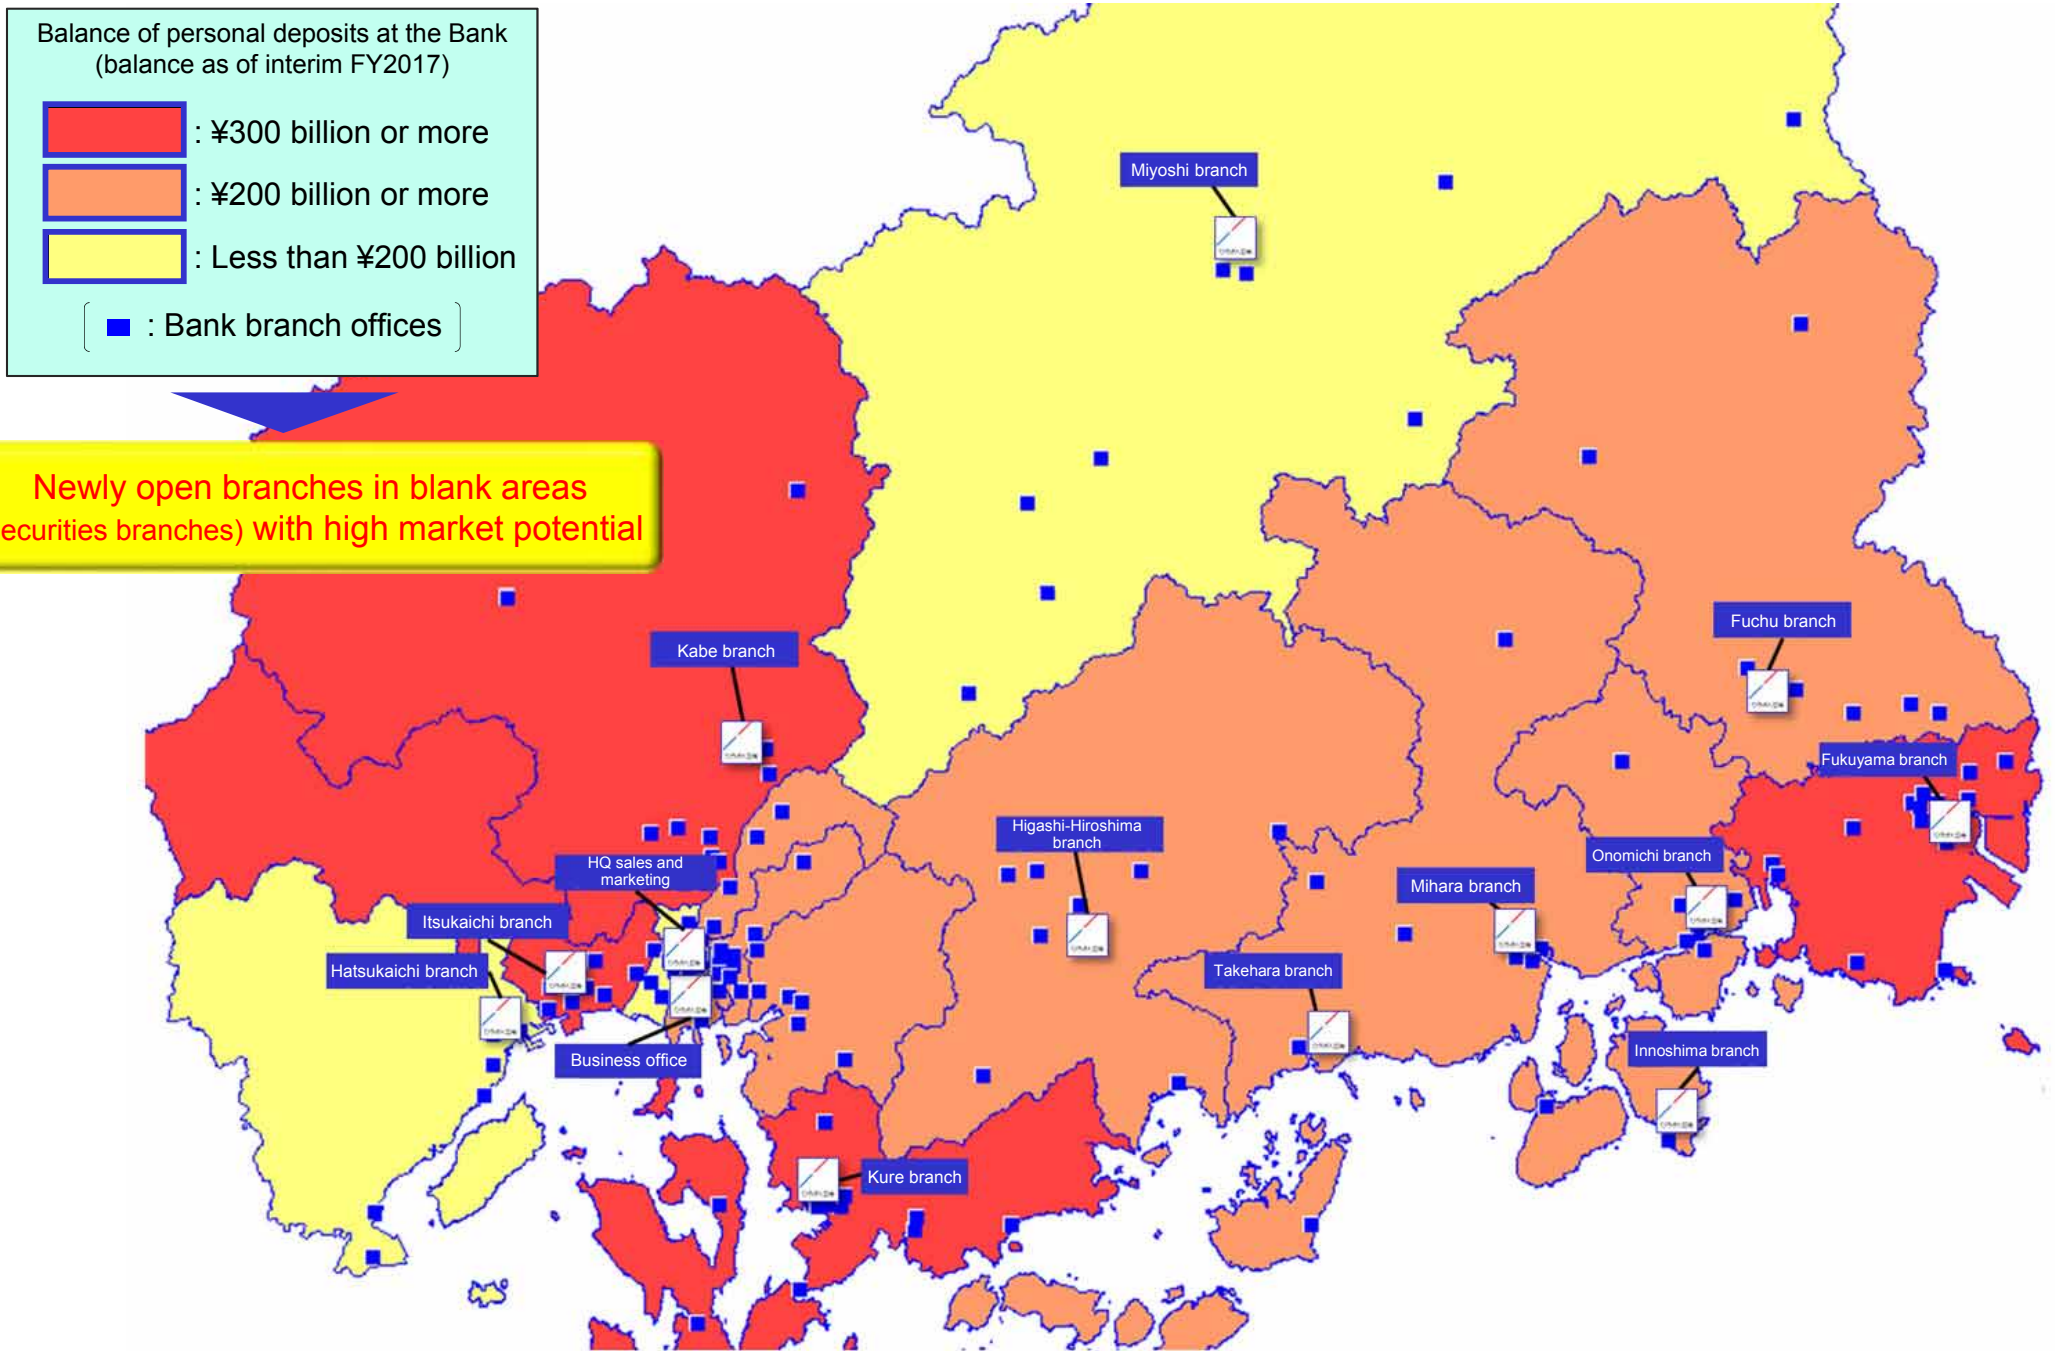 Balance of personal deposits at the Bank
(balance as of interim FY2017)
: ¥300 billion or more
: ¥200 billion or more
: Less than ¥200 billion
: Bank branch offices
Newly open branches in blank areas
ecurities branches) with high market potential
Miyoshi branch
Kabe branch
Fuchu branch
Fukuyama branch
Higashi-Hiroshima
branch
HQ sales and
marketing
Onomichi branch
Mihara branch
Itsukaichi branch
Hatsukaichi branch
Takehara branch
Business office
Innoshima branch
Kure branch